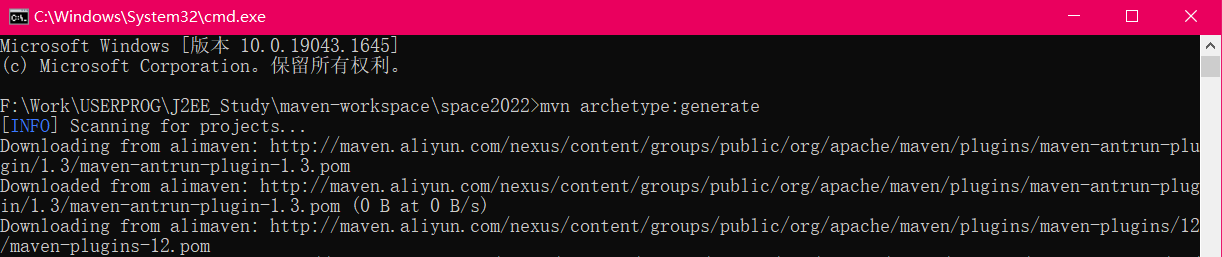 C:\Windows\System32\cmd.exe
Microsoft Windows [版本 10.0.19043.1645]
(c) Microsoft Corporation。保留所有权利。
F:\Work\USERPROG\J2EE_Study\maven-workspace\space2022>mvn archetype:generate
[INFO] Scanning for projects...
Downloading from alimaven: http://maven.aliyun.com/nexus/content/groups/public/org/apache/maven/plugins/maven-antrun-plu
gin/1.3/maven-antrun-plugin-1.3.pom
Downloaded from alimaven: http://maven.aliyun.com/nexus/content/groups/public/org/apache/maven/plugins/maven-antrun-plug
in/1.3/maven-antrun-plugin-1.3.pom (0 B at 0 B/s)
Downloading from alimaven: http://maven.aliyun.com/nexus/content/groups/public/org/apache/maven/plugins/maven-plugins/12
/maven-plugins-12.pom